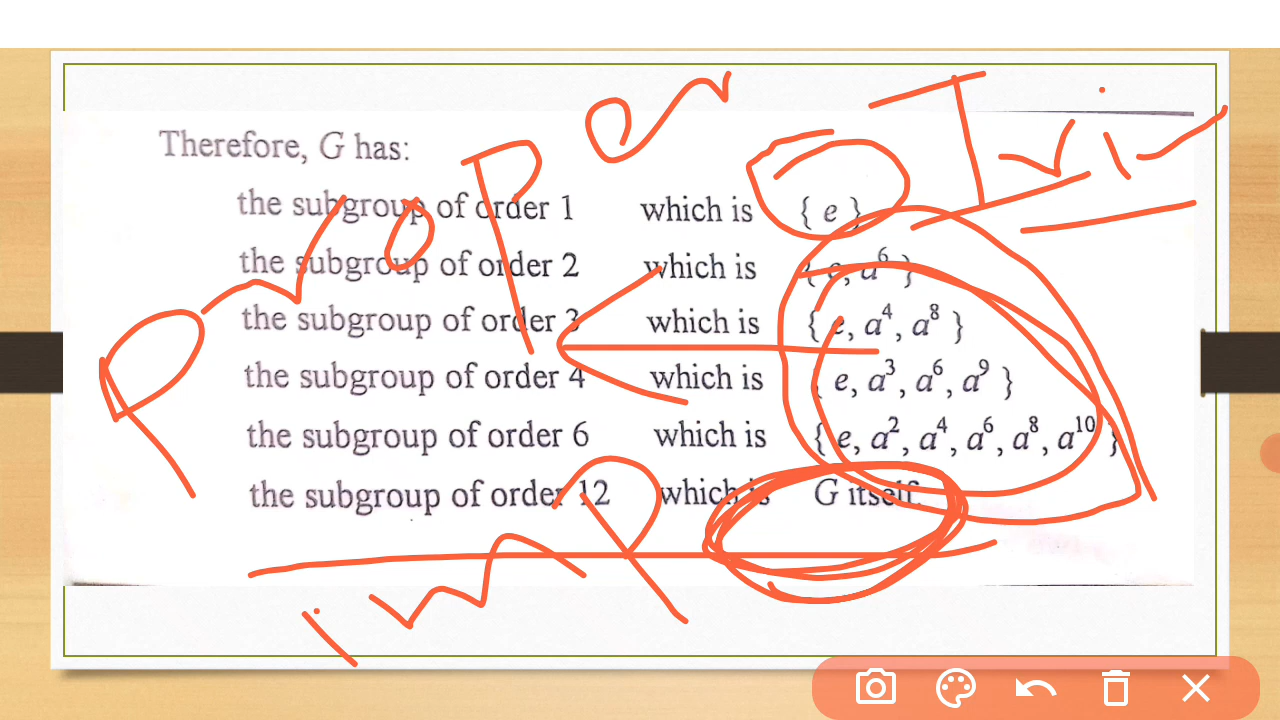 Therefore, G has:
the subgroup of order 1 which is { e }
the subgroup of order 2 which is { e, a⁶ }
the subgroup of order 3 which is { e, a⁴, a⁸ }
the subgroup of order 4 which is { e, a³, a⁶, a⁹ }
the subgroup of order 6 which is { e, a², a⁴, a⁶, a⁸, a¹⁰ }
the subgroup of order 12 which is G itself.
Proper
Triv
imp